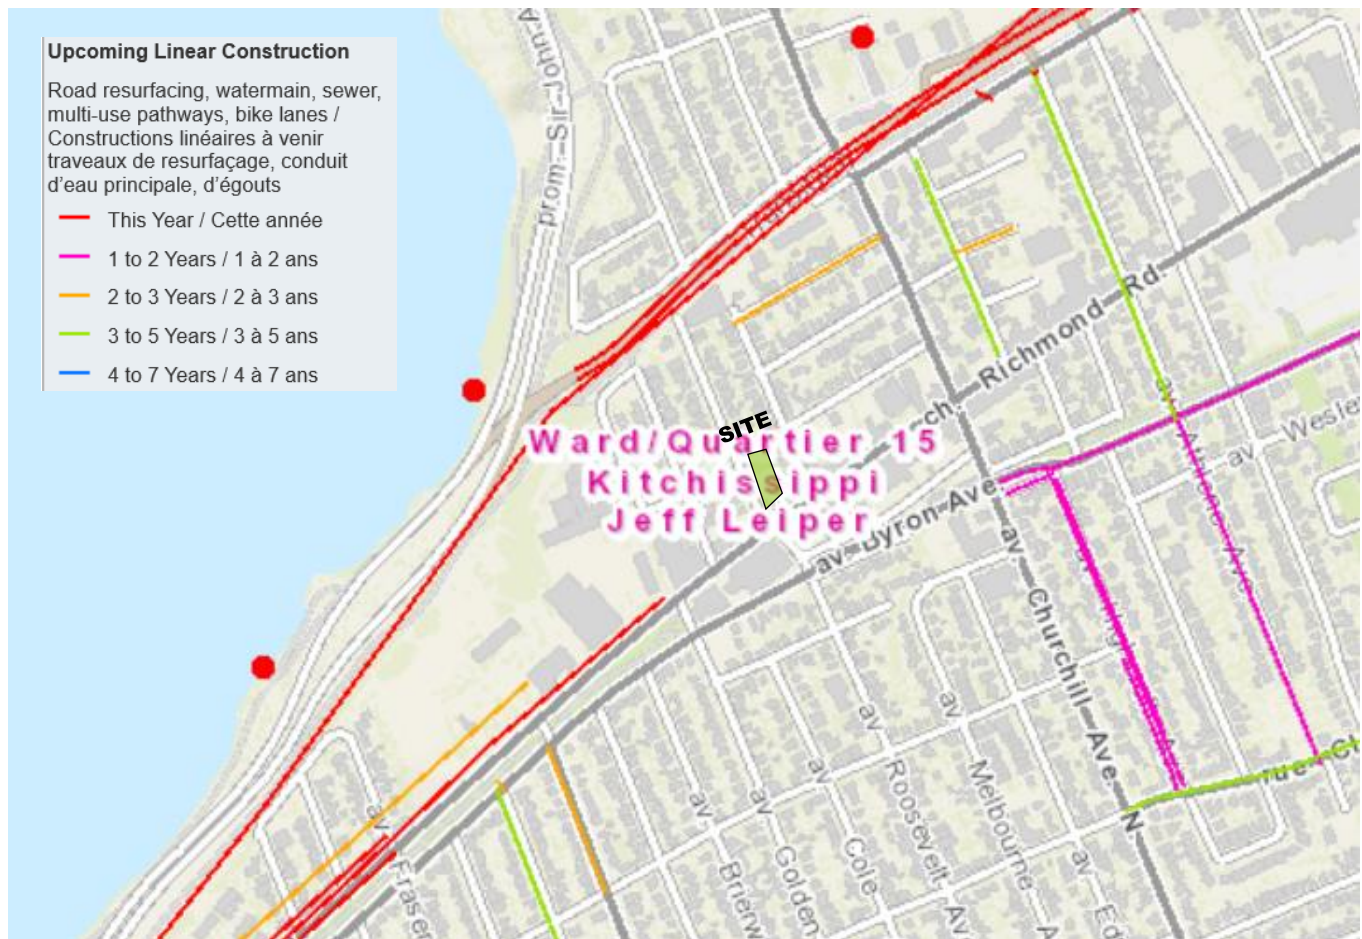 Upcoming Linear Construction
Road resurfacing, watermain, sewer,
multi-use pathways, bike lanes /
Constructions linéaires à venir
traveaux de resurfaçage, conduit
d'eau principale, d'égouts
This Year / Cette année
1 to 2 Years / 1 à 2 ans
2 to 3 Years / 2 à 3 ans
3 to 5 Years / 3 à 5 ans
4 to 7 Years / 4 à 7 ans
prom. Sir-John-A
ch. Richmond Rd.
SITE
Ward/Quartier 15
Kitchissippi
Jeff Leiper
av Byron Ave.
av Wesley
av Churchill Ave N
av Fraser
av Brierw
av Golden
av Cole
av Roosevelt Av
av Melbourne A
av Ed